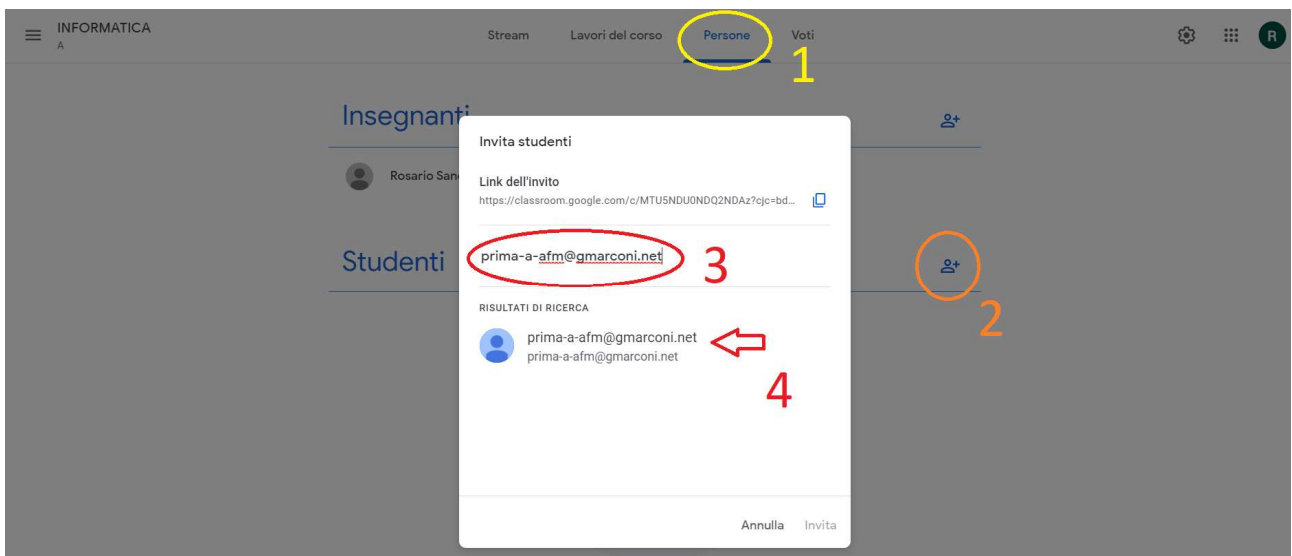 INFORMATICA
A
Stream Lavori del corso Persone Voti
R
1
Insegnanti
Rosario San
Invita studenti
Link dell'invito
https://classroom.google.com/c/MTU5NDU0NDQ2NDAz?cjc=bd...
Studenti
prima-a-afm@gmarconi.net
3
2
RISULTATI DI RICERCA
prima-a-afm@gmarconi.net
prima-a-afm@gmarconi.net
4
Annulla Invita